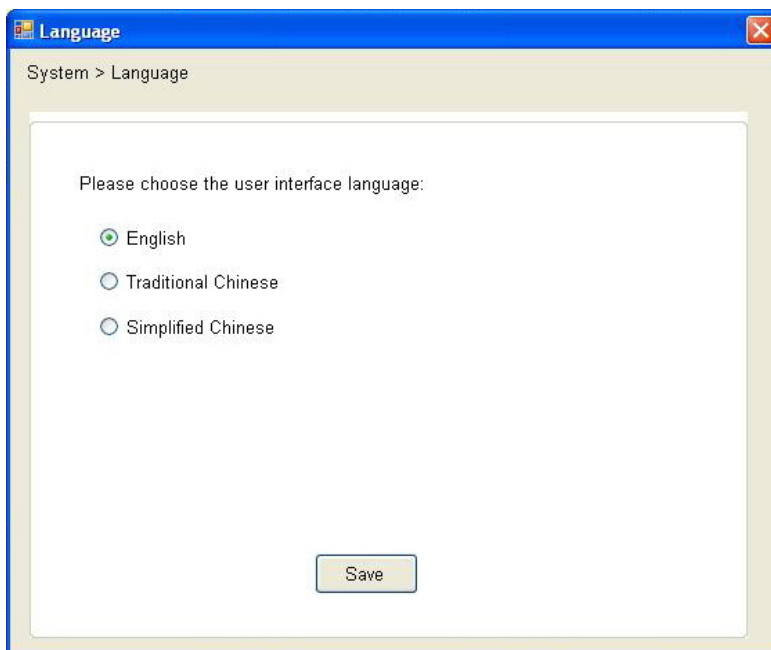 Language
System > Language
Please choose the user interface language:
English
Traditional Chinese
Simplified Chinese
Save